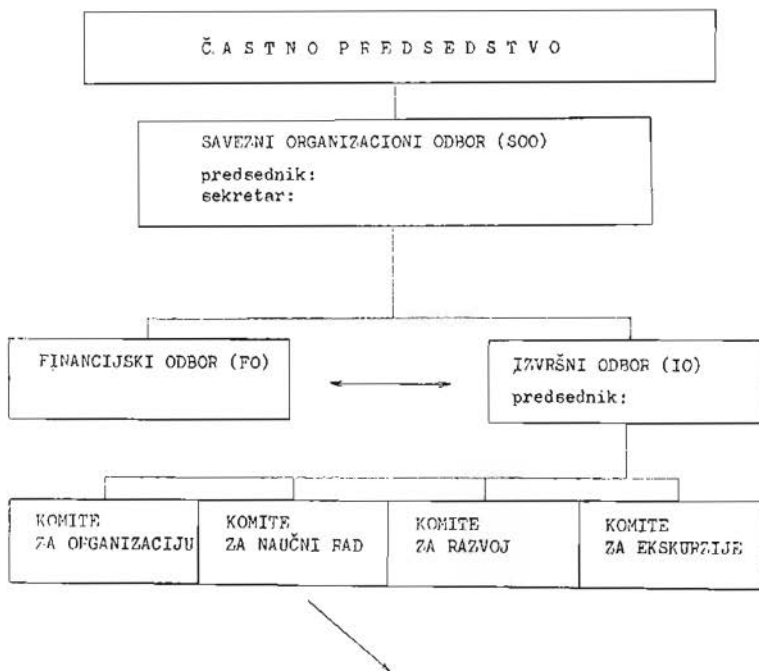 ČASTNO PREDSEDSTVO
SAVEZNI ORGANIZACIONI ODBOR (SOO)
predsednik:
sekretar:
FINANCIJSKI ODBOR (FO)
IZVRŠNI ODBOR (IO)
predsednik:
KOMITE
ZA ORGANIZACIJU
KOMITE
ZA NAUČNI RAD
KOMITE
ZA RAZVOJ
KOMITE
ZA EKSKURZIJE